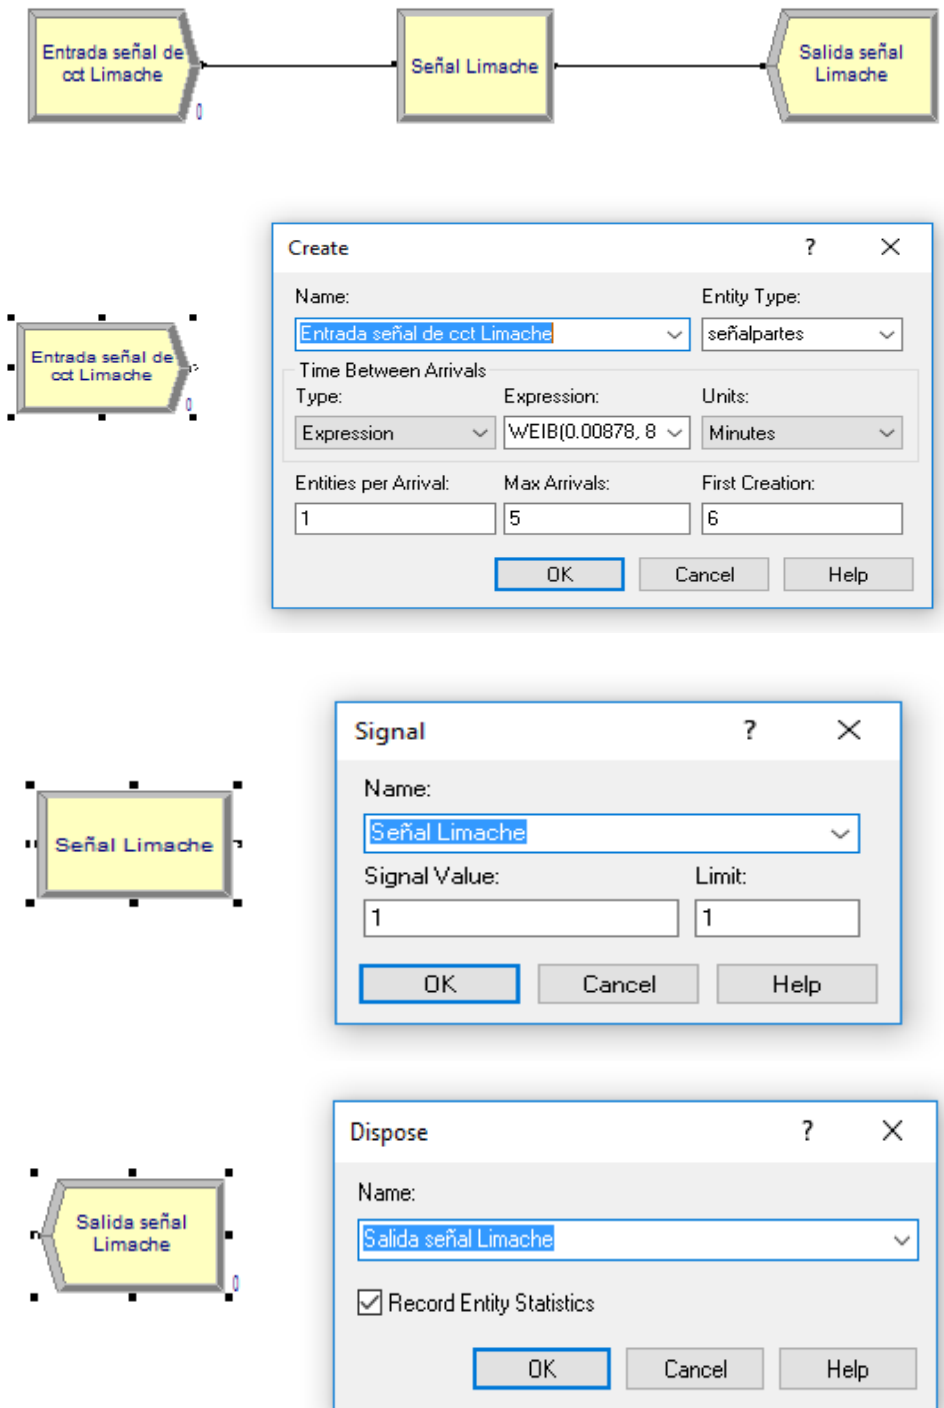 Entrada señal de
cct Limache
0
Señal Limache
Salida señal
Limache
Create
?
Name:
Entity Type:
Entrada señal de cct Limache
señalpartes
Time Between Arrivals
Type:
Expression:
Units:
Expression
WEIB(0.00878, 8
Minutes
Entities per Arrival:
Max Arrivals:
First Creation:
1
5
6
OK
Cancel
Help
Entrada señal de
cct Limache
0
Signal
?
Name:
Señal Limache
Signal Value:
Limit:
1
1
OK
Cancel
Help
Señal Limache
Dispose
?
Name:
Salida señal Limache
Record Entity Statistics
OK
Cancel
Help
Salida señal
Limache
0